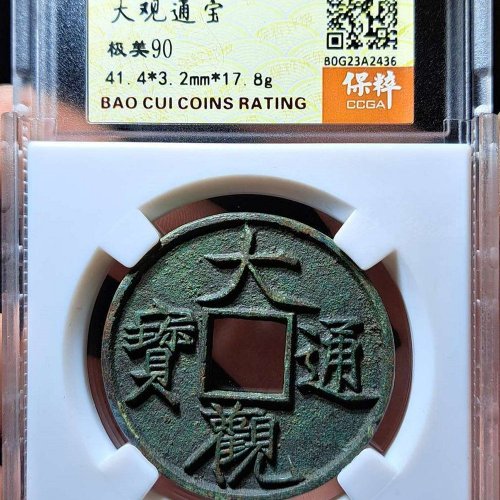 大观通宝
极美90
41.4*3.2mm*17.8g
BAO CUI COINS RATING
B0G23A2436
保粹
CCGA
大觀通寶